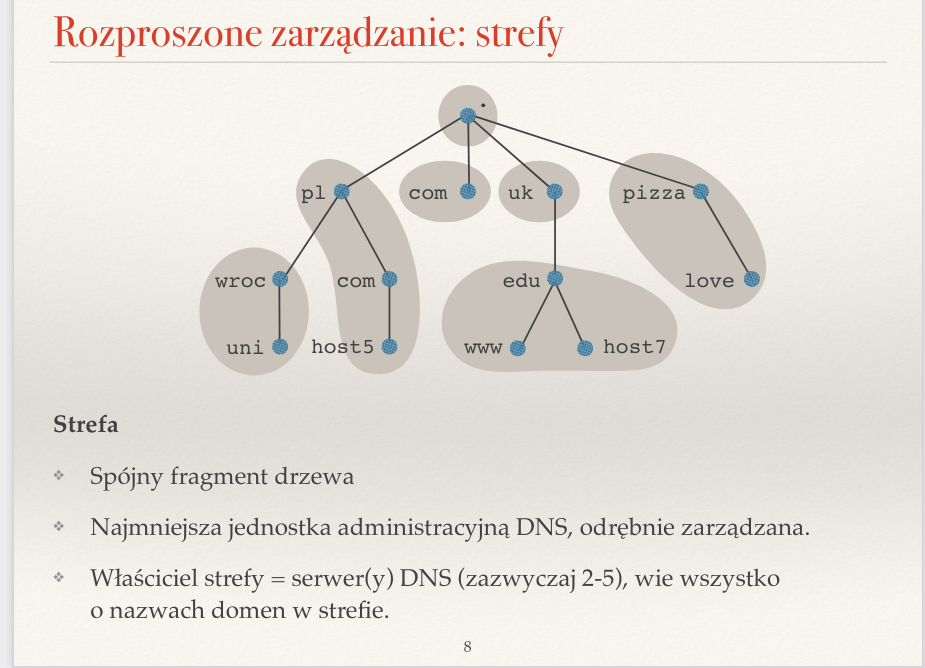 Rozproszone zarządzanie: strefy
.
pl com uk pizza
wroc com edu love
uni host5 www host7
Strefa
❖ Spójny fragment drzewa
❖ Najmniejsza jednostka administracyjną DNS, odrębnie zarządzana.
❖ Właściciel strefy = serwer(y) DNS (zazwyczaj 2-5), wie wszystko
o nazwach domen w strefie.
8